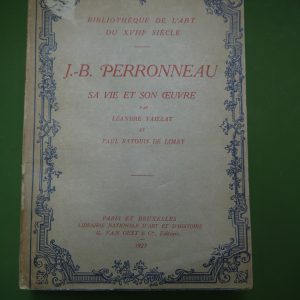 BIBLIOTHÈQUE DE L'ART
DU XVIIIᵉ SIÈCLE
J.-B. PERRONNEAU
SA VIE ET SON ŒUVRE
PAR
LÉANDRE VAILLAT
ET
PAUL RATOUIS DE LIMAY
PARIS ET BRUXELLES
LIBRAIRIE NATIONALE D'ART ET D'HISTOIRE
G. VAN OEST & Cⁱᵉ, Éditeurs
1923